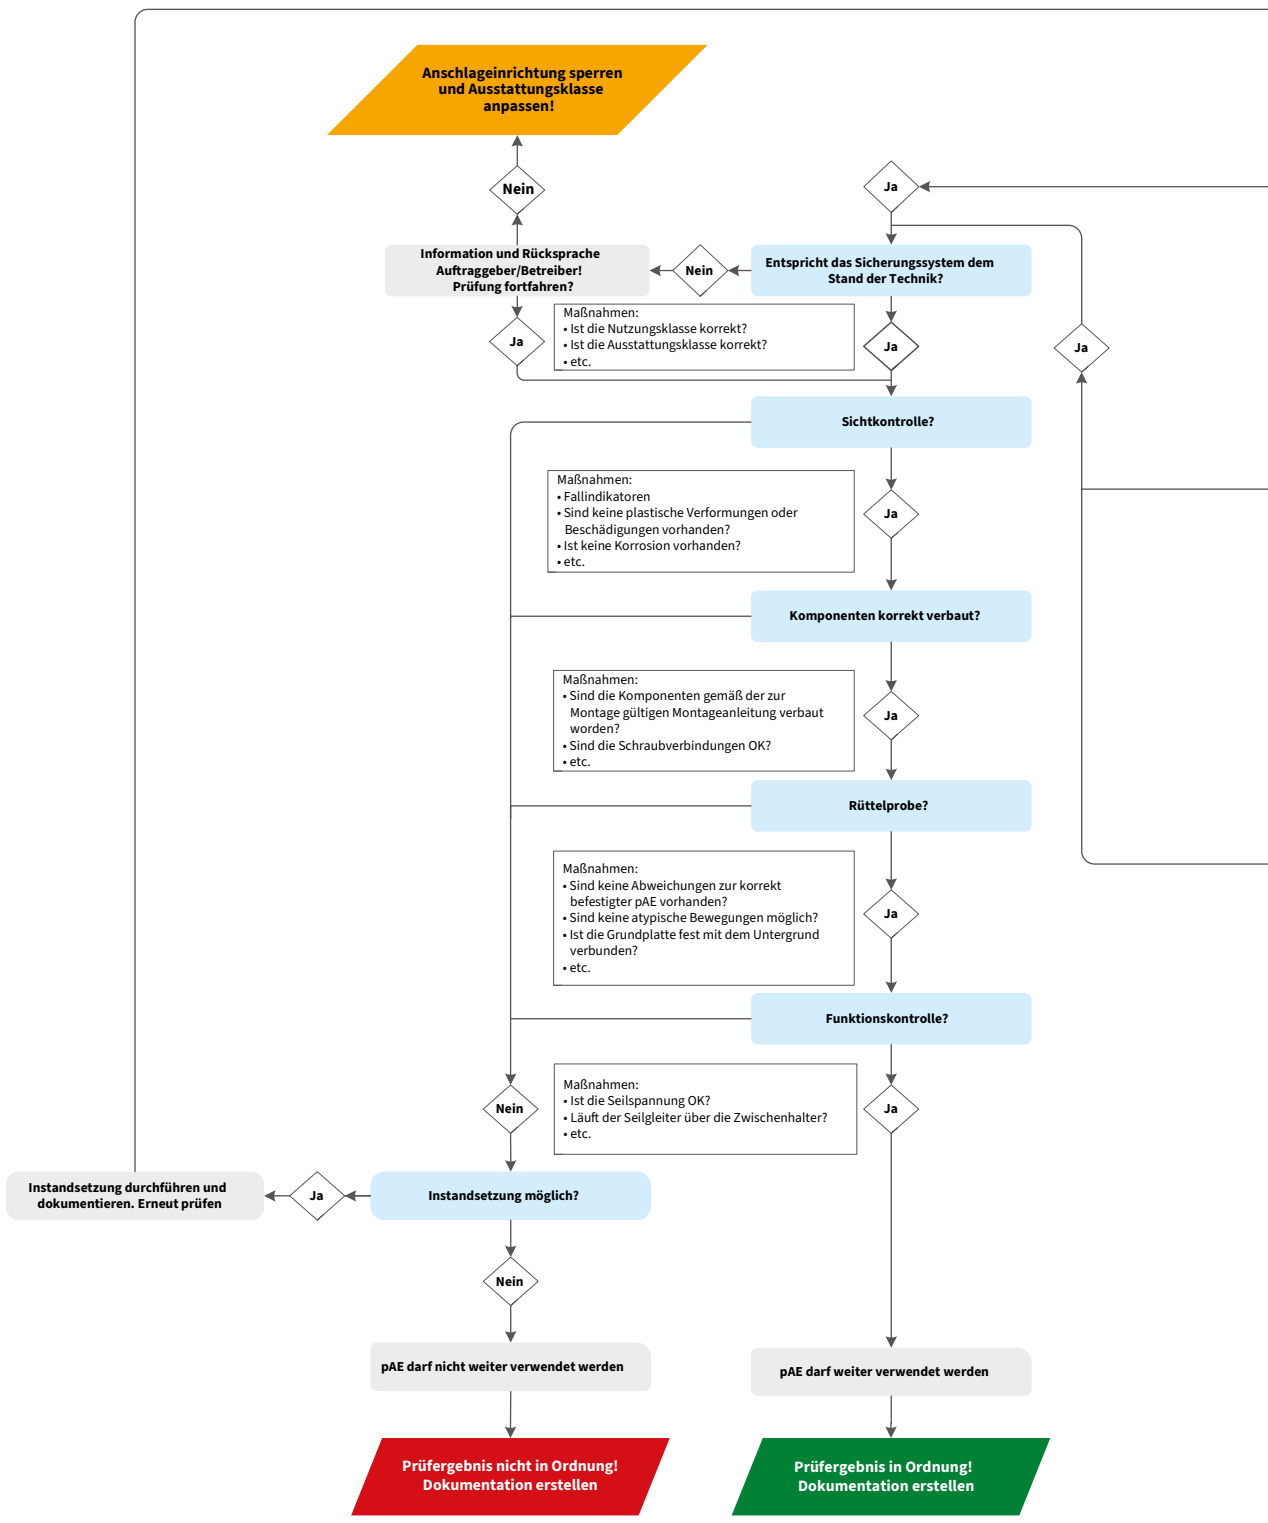 Anschlageinrichtung sperren
und Ausstattungsklasse
anpassen!
Nein
Ja
Information und Rücksprache
Auftraggeber/Betreiber!
Prüfung fortfahren?
Nein
Entspricht das Sicherungssystem dem
Stand der Technik?
Ja
Maßnahmen:
• Ist die Nutzungsklasse korrekt?
• Ist die Ausstattungsklasse korrekt?
• etc.
Ja
Ja
Sichtkontrolle?
Maßnahmen:
• Fallindikatoren
• Sind keine plastische Verformungen oder
Beschädigungen vorhanden?
• Ist keine Korrosion vorhanden?
• etc.
Ja
Komponenten korrekt verbaut?
Maßnahmen:
• Sind die Komponenten gemäß der zur
Montage gültigen Montageanleitung verbaut
worden?
• Sind die Schraubverbindungen OK?
• etc.
Ja
Rüttelprobe?
Maßnahmen:
• Sind keine Abweichungen zur korrekt
befestigter pAE vorhanden?
• Sind keine atypische Bewegungen möglich?
• Ist die Grundplatte fest mit dem Untergrund
verbunden?
• etc.
Ja
Funktionskontrolle?
Nein
Maßnahmen:
• Ist die Seilspannung OK?
• Läuft der Seilgleiter über die Zwischenhalter?
• etc.
Ja
Instandsetzung durchführen und
dokumentieren. Erneut prüfen
Ja
Instandsetzung möglich?
Nein
pAE darf nicht weiter verwendet werden
pAE darf weiter verwendet werden
Prüfergebnis nicht in Ordnung!
Dokumentation erstellen
Prüfergebnis in Ordnung!
Dokumentation erstellen